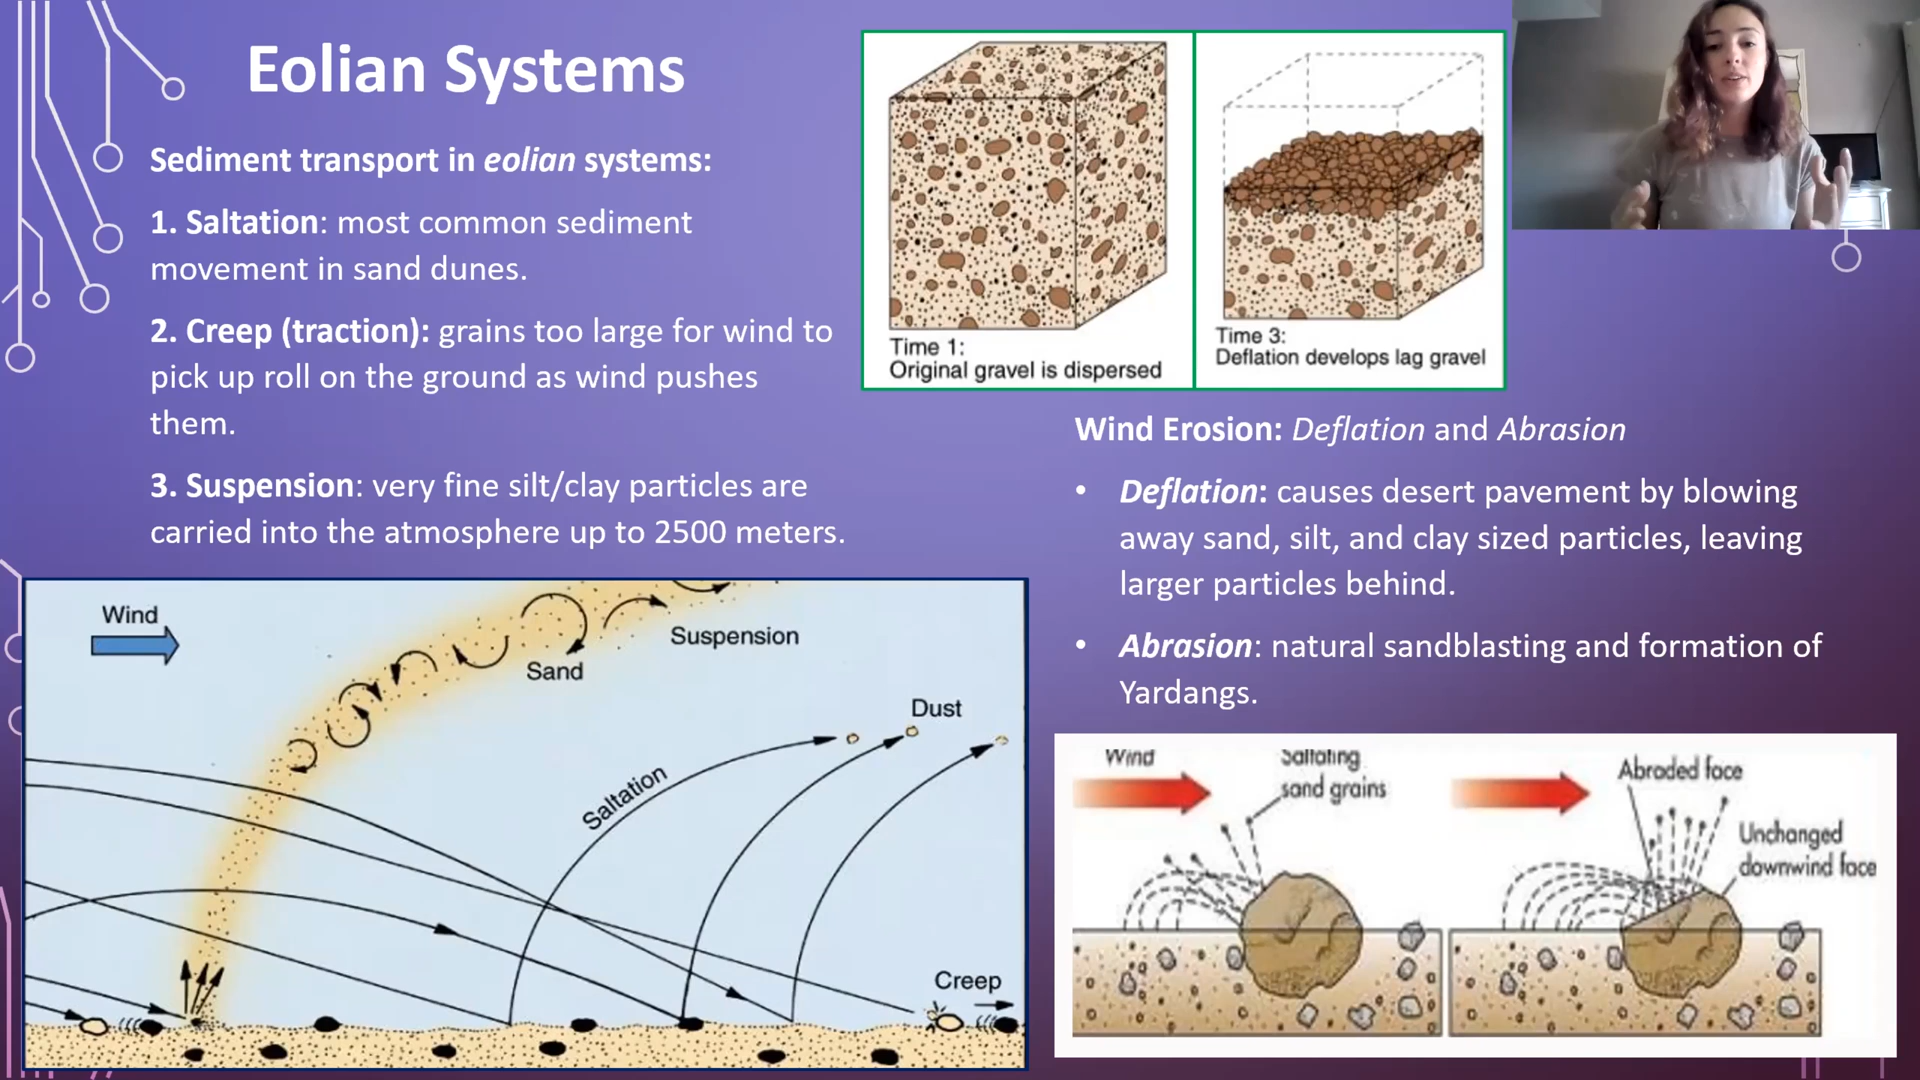 Eolian Systems
Sediment transport in eolian systems:
1. Saltation: most common sediment
movement in sand dunes.
2. Creep (traction): grains too large for wind to
pick up roll on the ground as wind pushes
them.
3. Suspension: very fine silt/clay particles are
carried into the atmosphere up to 2500 meters.
Time 1:
Original gravel is dispersed
Time 3:
Deflation develops lag gravel
Wind Erosion: Deflation and Abrasion
• Deflation: causes desert pavement by blowing
away sand, silt, and clay sized particles, leaving
larger particles behind.
• Abrasion: natural sandblasting and formation of
Yardangs.
Wind
Suspension
Sand
Dust
Saltation
Creep
Wind
Saltating
sand grains
Abraded face
Unchanged
downwind face